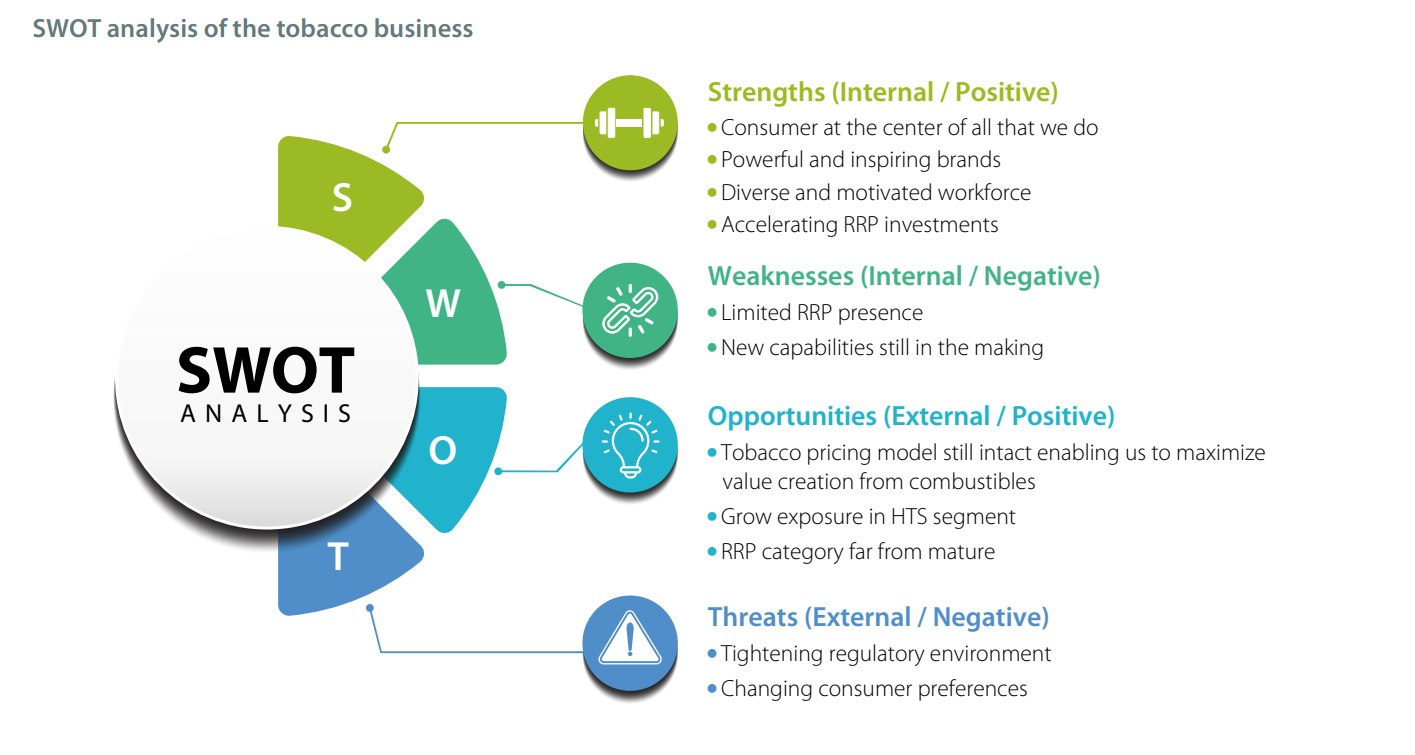 SWOT analysis of the tobacco business
S
W
O
T
SWOT
ANALYSIS
Strengths (Internal / Positive)
• Consumer at the center of all that we do
• Powerful and inspiring brands
• Diverse and motivated workforce
• Accelerating RRP investments
Weaknesses (Internal / Negative)
• Limited RRP presence
• New capabilities still in the making
Opportunities (External / Positive)
• Tobacco pricing model still intact enabling us to maximize
value creation from combustibles
• Grow exposure in HTS segment
• RRP category far from mature
Threats (External / Negative)
• Tightening regulatory environment
• Changing consumer preferences